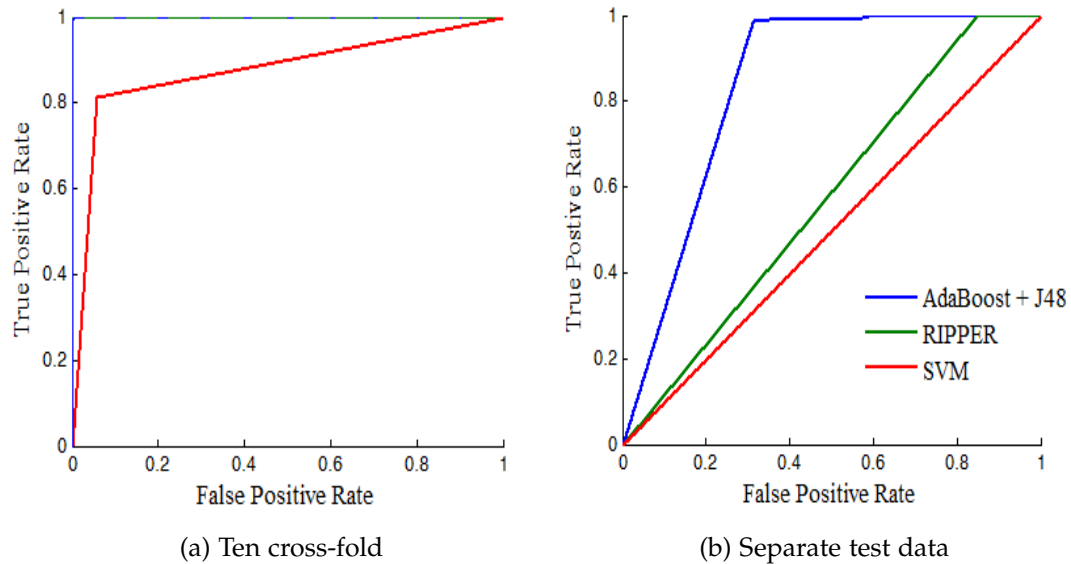 1
0.8
0.6
0.4
0.2
0
True Positive Rate
0 0.2 0.4 0.6 0.8 1
False Positive Rate
(a) Ten cross-fold
1
0.8
0.6
0.4
0.2
0
True Postive Rate
AdaBoost + J48
RIPPER
SVM
0 0.2 0.4 0.6 0.8 1
False Positive Rate
(b) Separate test data